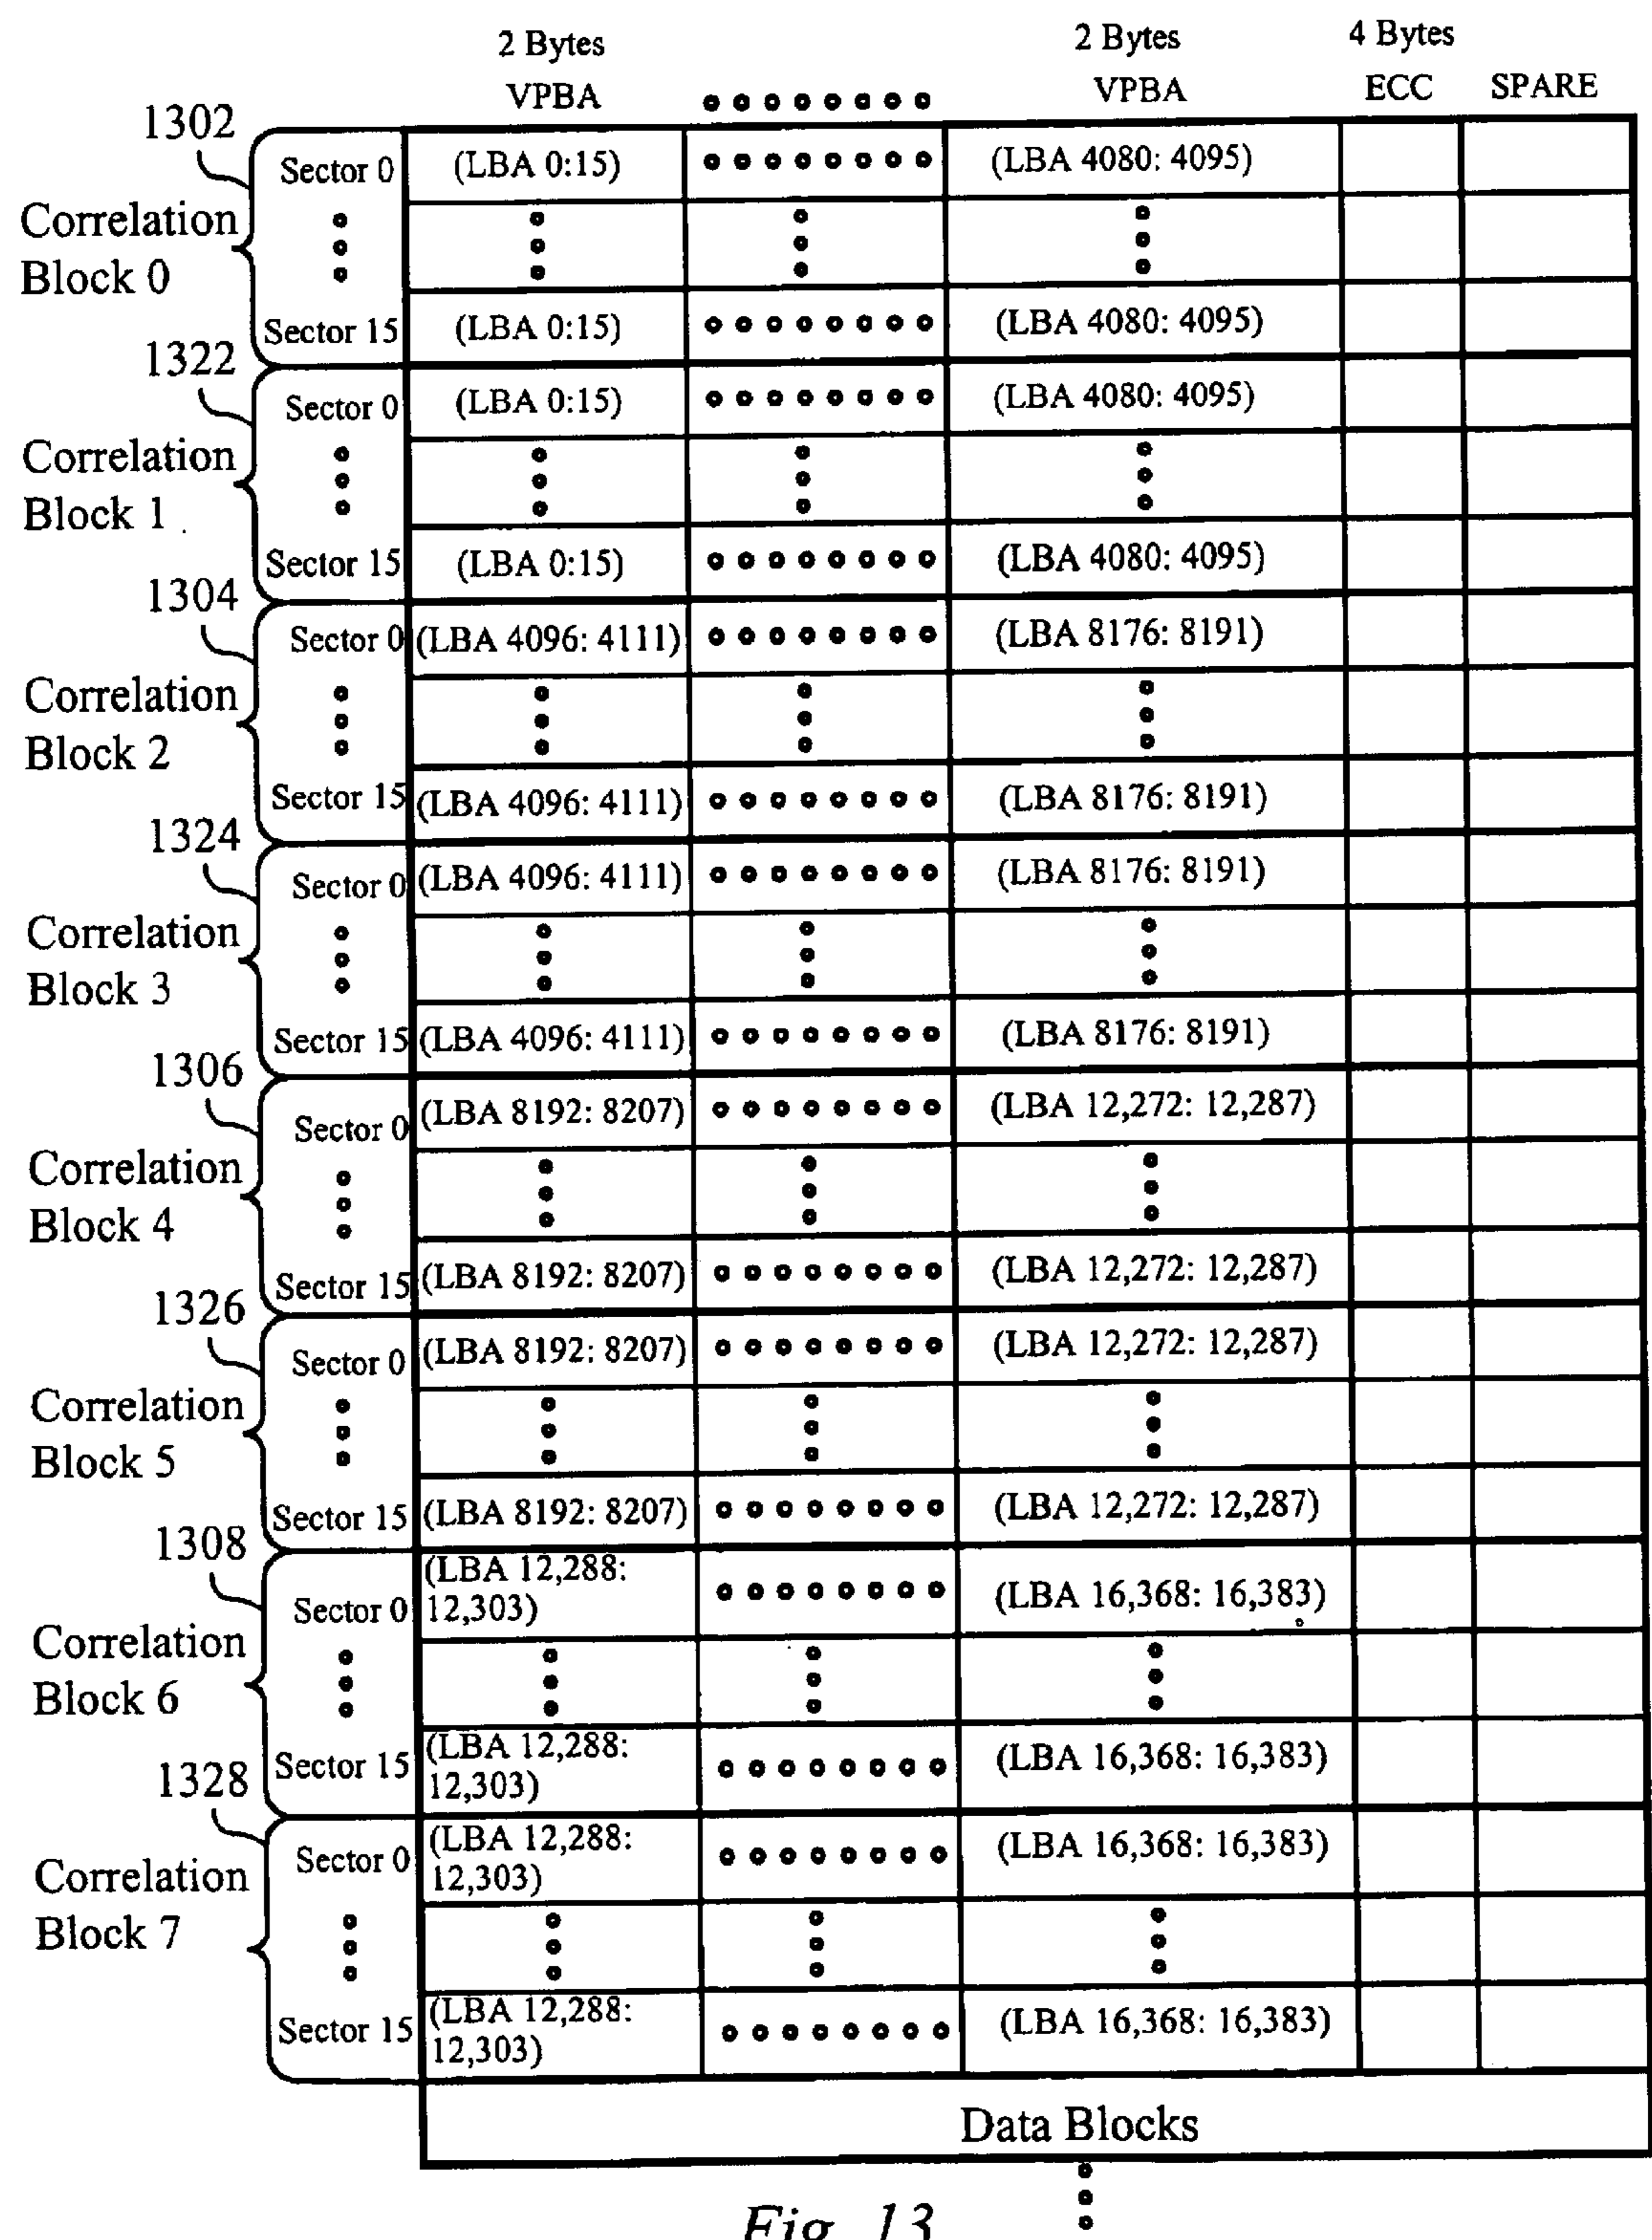 2 Bytes 2 Bytes 4 Bytes
VPBA VPBA ECC SPARE
1302
Sector 0 (LBA 0:15) (LBA 4080: 4095)
Correlation
Block 0
Sector 15 (LBA 0:15) (LBA 4080: 4095)
1322
Sector 0 (LBA 0:15) (LBA 4080: 4095)
Correlation
Block 1
Sector 15 (LBA 0:15) (LBA 4080: 4095)
1304
Sector 0 (LBA 4096: 4111) (LBA 8176: 8191)
Correlation
Block 2
Sector 15 (LBA 4096: 4111) (LBA 8176: 8191)
1324
Sector 0 (LBA 4096: 4111) (LBA 8176: 8191)
Correlation
Block 3
Sector 15 (LBA 4096: 4111) (LBA 8176: 8191)
1306
Sector 0 (LBA 8192: 8207) (LBA 12,272: 12,287)
Correlation
Block 4
Sector 15 (LBA 8192: 8207) (LBA 12,272: 12,287)
1326
Sector 0 (LBA 8192: 8207) (LBA 12,272: 12,287)
Correlation
Block 5
Sector 15 (LBA 8192: 8207) (LBA 12,272: 12,287)
1308
(LBA 12,288:
Sector 0 12,303) (LBA 16,368: 16,383)
Correlation
Block 6
(LBA 12,288:
Sector 15 12,303) (LBA 16,368: 16,383)
1328
(LBA 12,288:
Sector 0 12,303) (LBA 16,368: 16,383)
Correlation
Block 7
(LBA 12,288:
Sector 15 12,303) (LBA 16,368: 16,383)
Data Blocks
Fig. 13